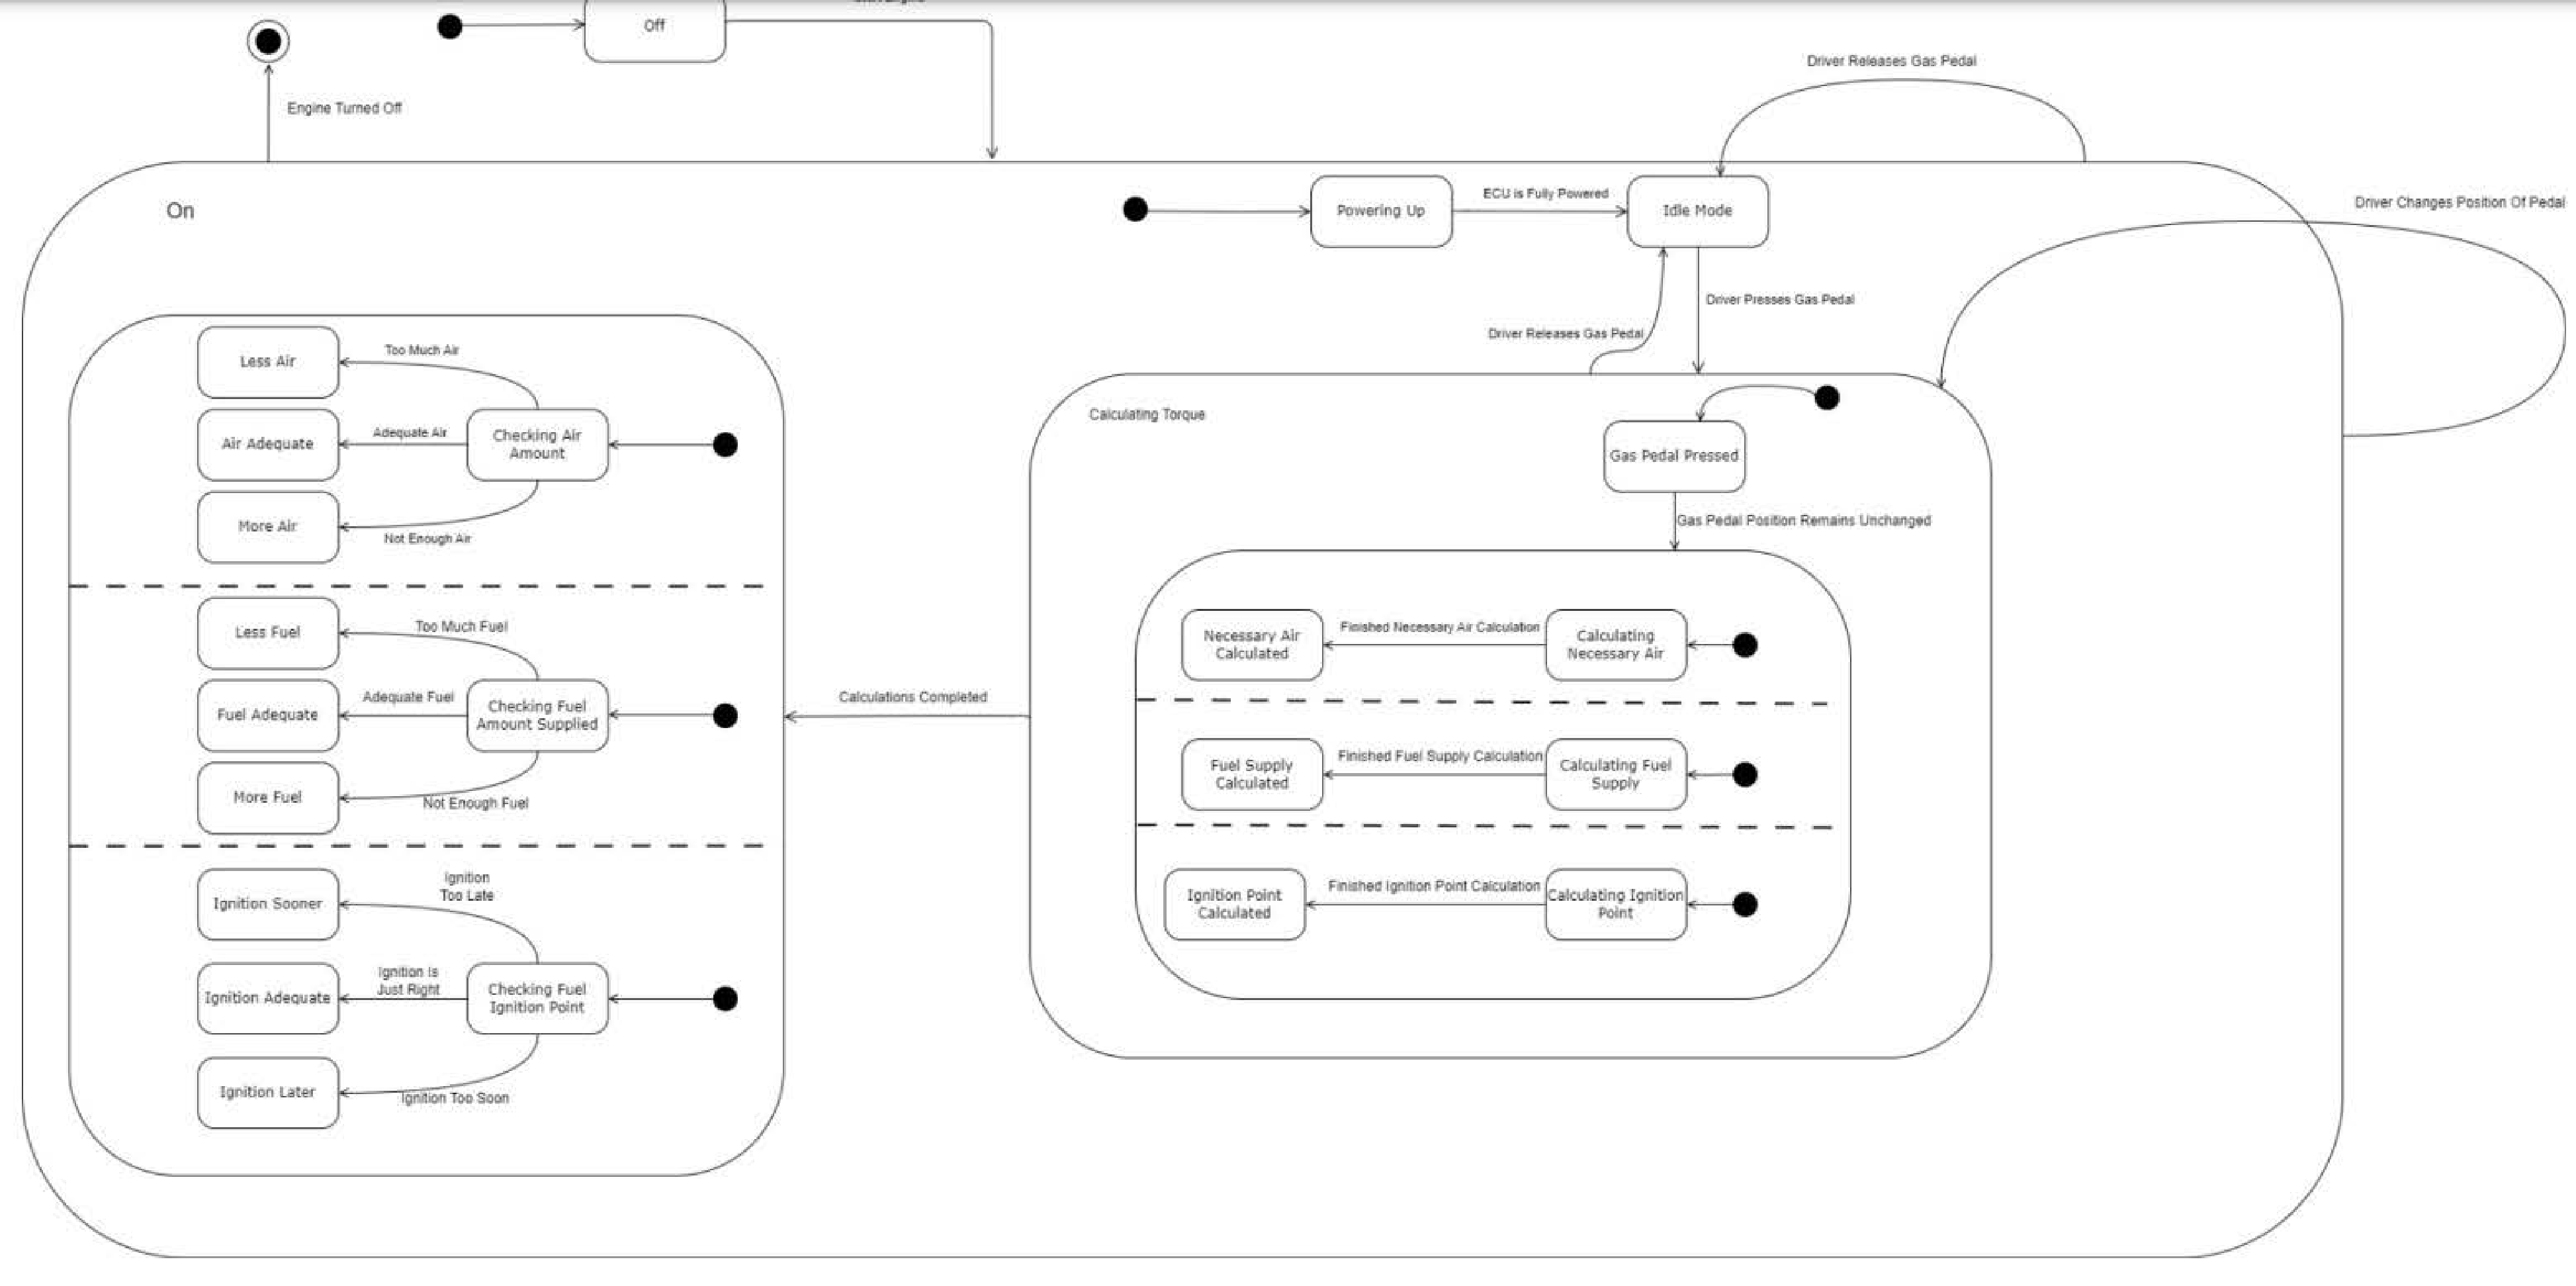 Off
Engine Turned Off
Driver Releases Gas Pedal
On
Powering Up
ECU is Fully Powered
Idle Mode
Driver Changes Position Of Pedal
Driver Presses Gas Pedal
Driver Releases Gas Pedal
Less Air
Too Much Air
Air Adequate
Adequate Air
Checking Air
Amount
More Air
Not Enough Air
Less Fuel
Too Much Fuel
Fuel Adequate
Adequate Fuel
Checking Fuel
Amount Supplied
More Fuel
Not Enough Fuel
Ignition Sooner
Ignition
Too Late
Ignition Adequate
Ignition Is
Just Right
Checking Fuel
Ignition Point
Ignition Later
Ignition Too Soon
Calculations Completed
Calculating Torque
Gas Pedal Pressed
Gas Pedal Position Remains Unchanged
Necessary Air
Calculated
Finished Necessary Air Calculation
Calculating
Necessary Air
Fuel Supply
Calculated
Finished Fuel Supply Calculation
Calculating Fuel
Supply
Ignition Point
Calculated
Finished Ignition Point Calculation
Calculating Ignition
Point